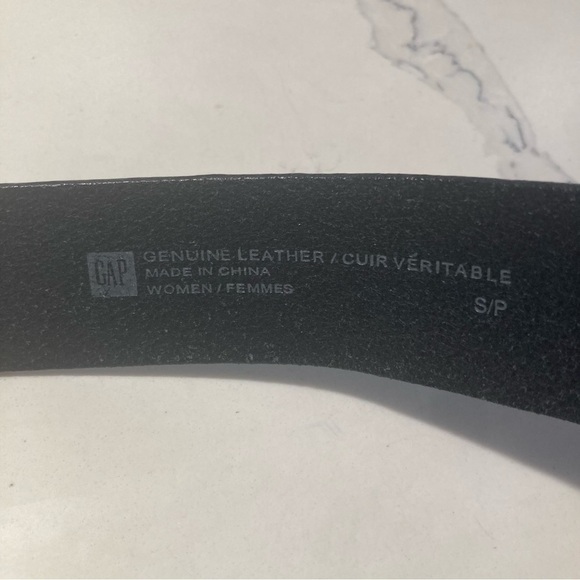 GAP
GENUINE LEATHER / CUIR VÉRITABLE
MADE IN CHINA
WOMEN / FEMMES
S/P